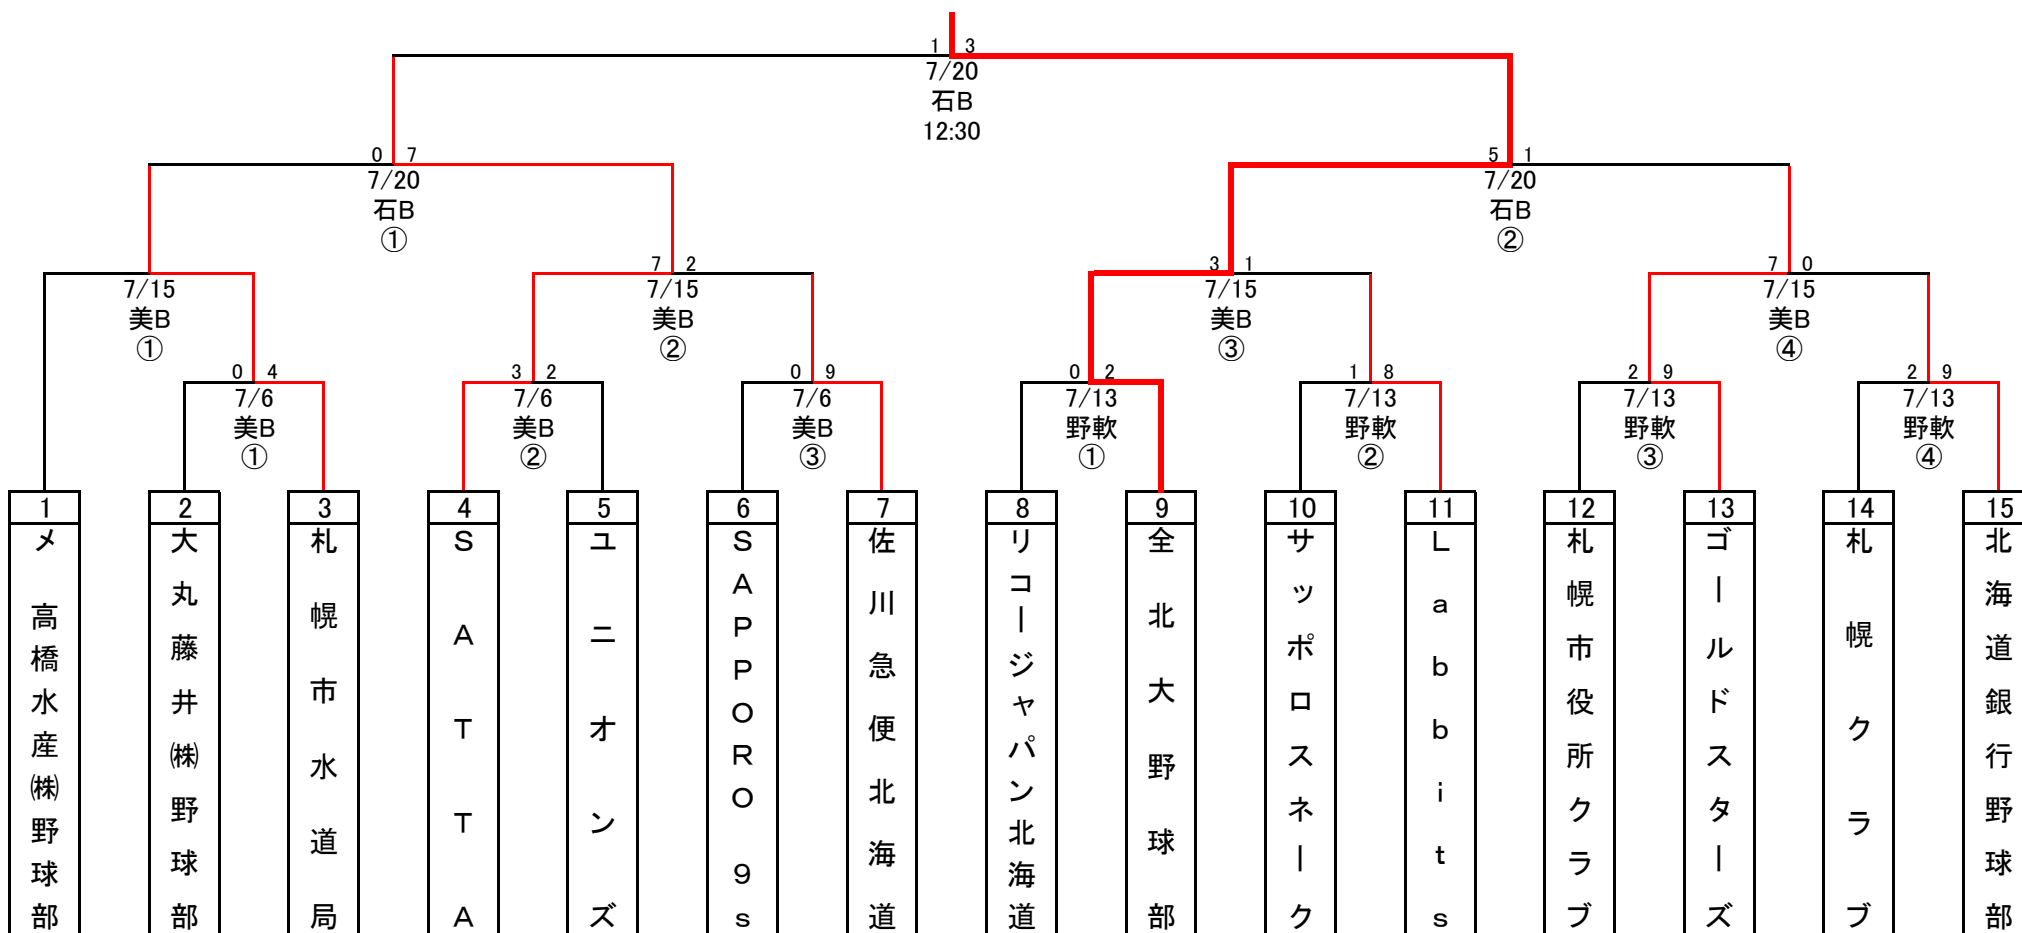 1 3
7/20
石B
12:30
0 7
7/20
石B
①
5 1
7/20
石B
②
7/15
美B
①
7 2
7/15
美B
②
3 1
7/15
美B
③
7 0
7/15
美B
④
0 4
7/6
美B
①
3 2
7/6
美B
②
0 9
7/6
美B
③
0 2
7/13
野軟
①
1 8
7/13
野軟
②
2 9
7/13
野軟
③
2 9
7/13
野軟
④
1
メ高橋水産㈱野球部
2
大丸藤井㈱野球部
3
札幌市水道局
4
SATTA
5
ユニオンズ
6
SAPPORO 9s
7
佐川急便北海道
8
リコージャパン北海道
9
全北大野球部
10
サッポロスネーク
11
Labbits
12
札幌市役所クラブ
13
ゴールドスターズ
14
札幌クラブ
15
北海道銀行野球部